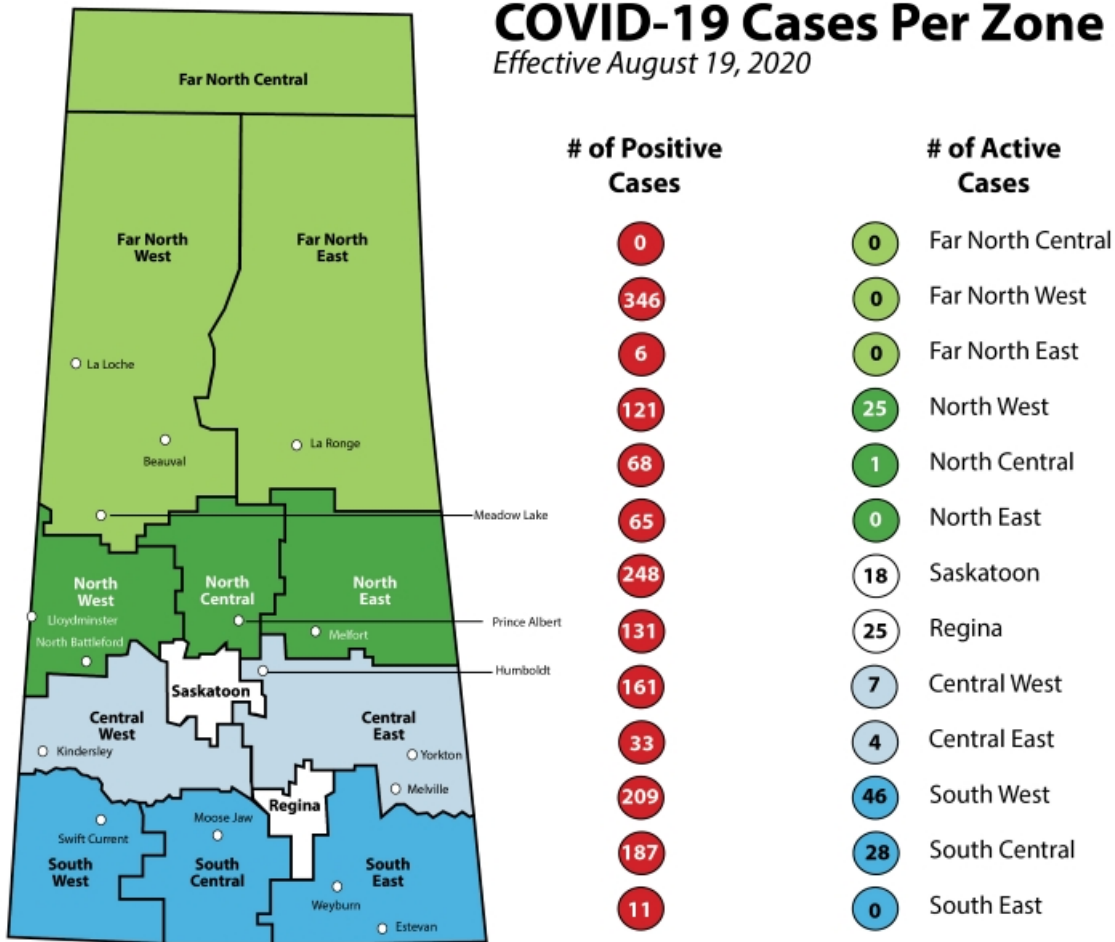 COVID-19 Cases Per Zone
Effective August 19, 2020
Far North Central
Far North
West
Far North
East
La Loche
Beauval
La Ronge
Meadow Lake
North
West
North
Central
North
East
Lloydminster
North Battleford
Prince Albert
Melfort
Humboldt
Saskatoon
Central
West
Central
East
Kindersley
Yorkton
Melville
Regina
Swift Current
Moose Jaw
South
West
South
Central
South
East
Weyburn
Estevan
# of Positive
Cases
# of Active
Cases
0 0 Far North Central
346 0 Far North West
6 0 Far North East
121 25 North West
68 1 North Central
65 0 North East
248 18 Saskatoon
131 25 Regina
161 7 Central West
33 4 Central East
209 46 South West
187 28 South Central
11 0 South East